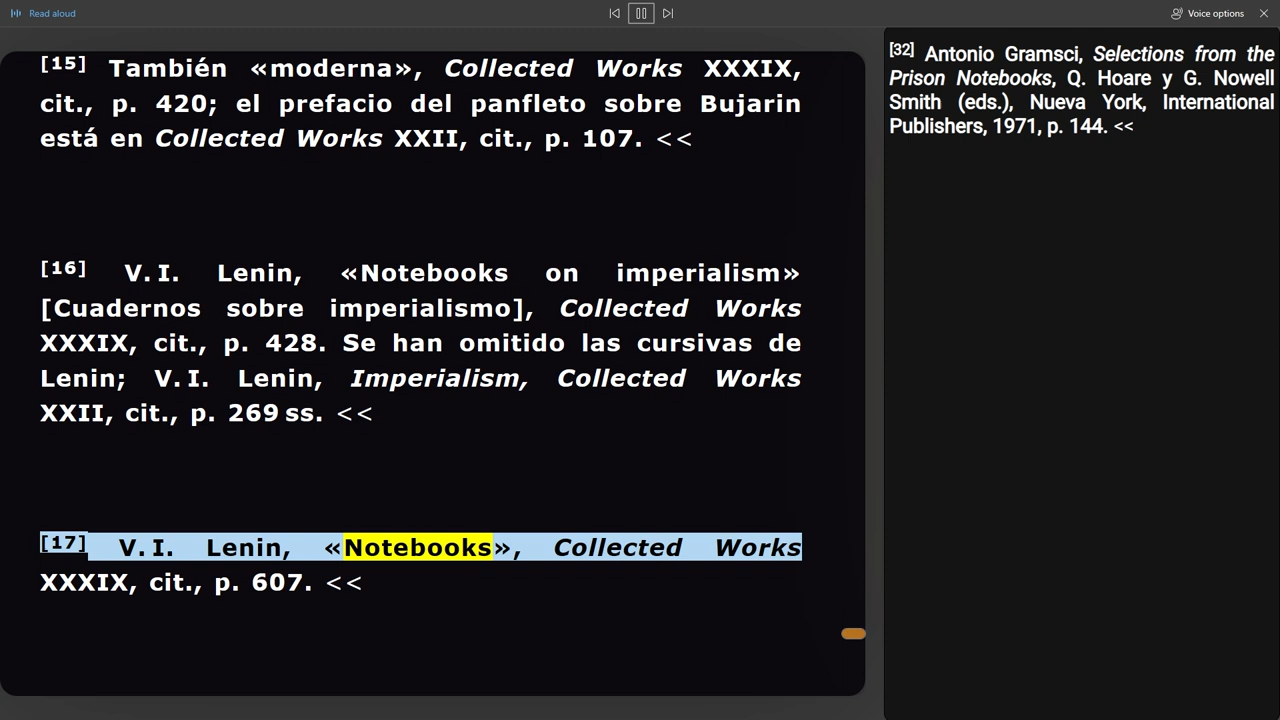 Read aloud
Voice options
[15] También «moderna», Collected Works XXXIX,
cit., p. 420; el prefacio del panfleto sobre Bujarin
está en Collected Works XXII, cit., p. 107. <<
[16] V. I. Lenin, «Notebooks on imperialism»
[Cuadernos sobre imperialismo], Collected Works
XXXIX, cit., p. 428. Se han omitido las cursivas de
Lenin; V. I. Lenin, Imperialism, Collected Works
XXII, cit., p. 269 ss. <<
[17] V. I. Lenin, «Notebooks», Collected Works
XXXIX, cit., p. 607. <<
[32] Antonio Gramsci, Selections from the
Prison Notebooks, Q. Hoare y G. Nowell
Smith (eds.), Nueva York, International
Publishers, 1971, p. 144. <<